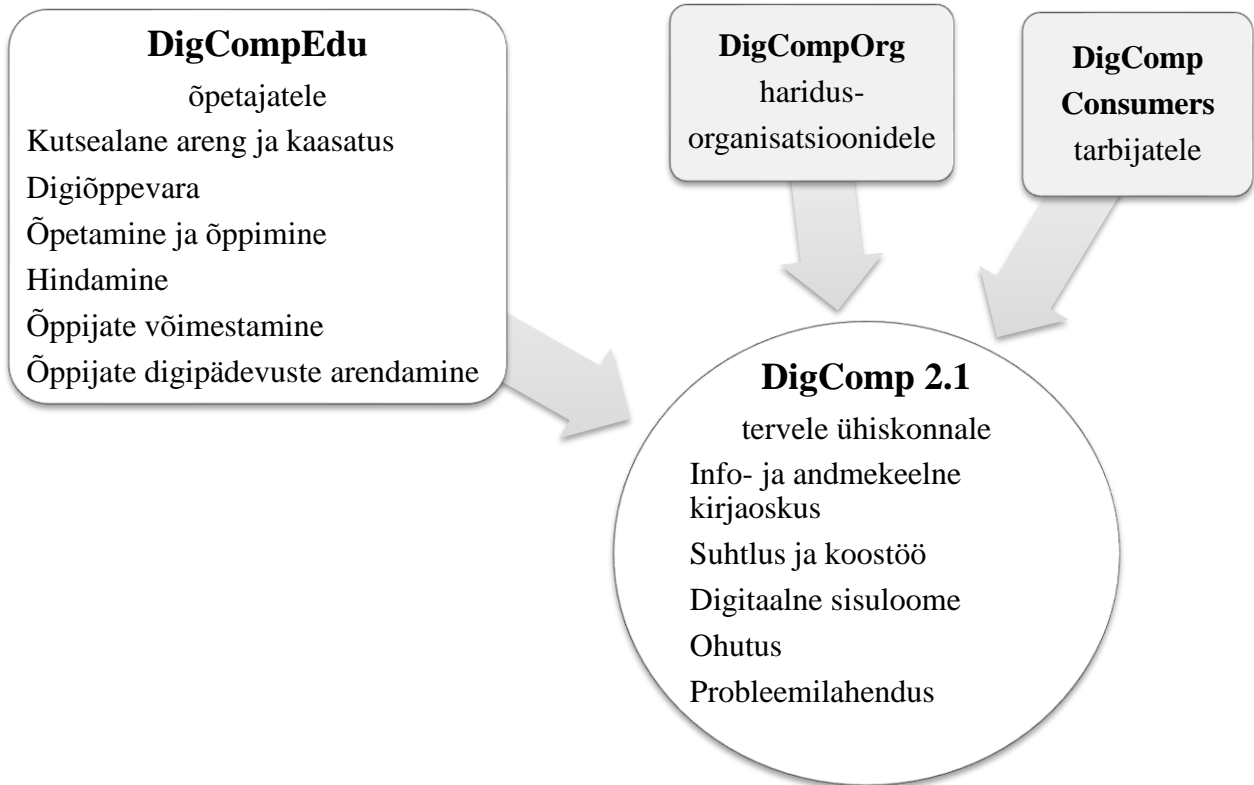 DigCompEdu
õpetajatele
Kutsealane areng ja kaasatus
Digiõppevara
Õpetamine ja õppimine
Hindamine
Õppijate võimestamine
Õppijate digipädevuste arendamine
DigCompOrg
haridus-
organisatsioonidele
DigComp
Consumers
tarbijatele
DigComp 2.1
tervele ühiskonnale
Info- ja andmekeelne
kirjaoskus
Suhtlus ja koostöö
Digitaalne sisuloome
Ohutus
Probleemilahendus